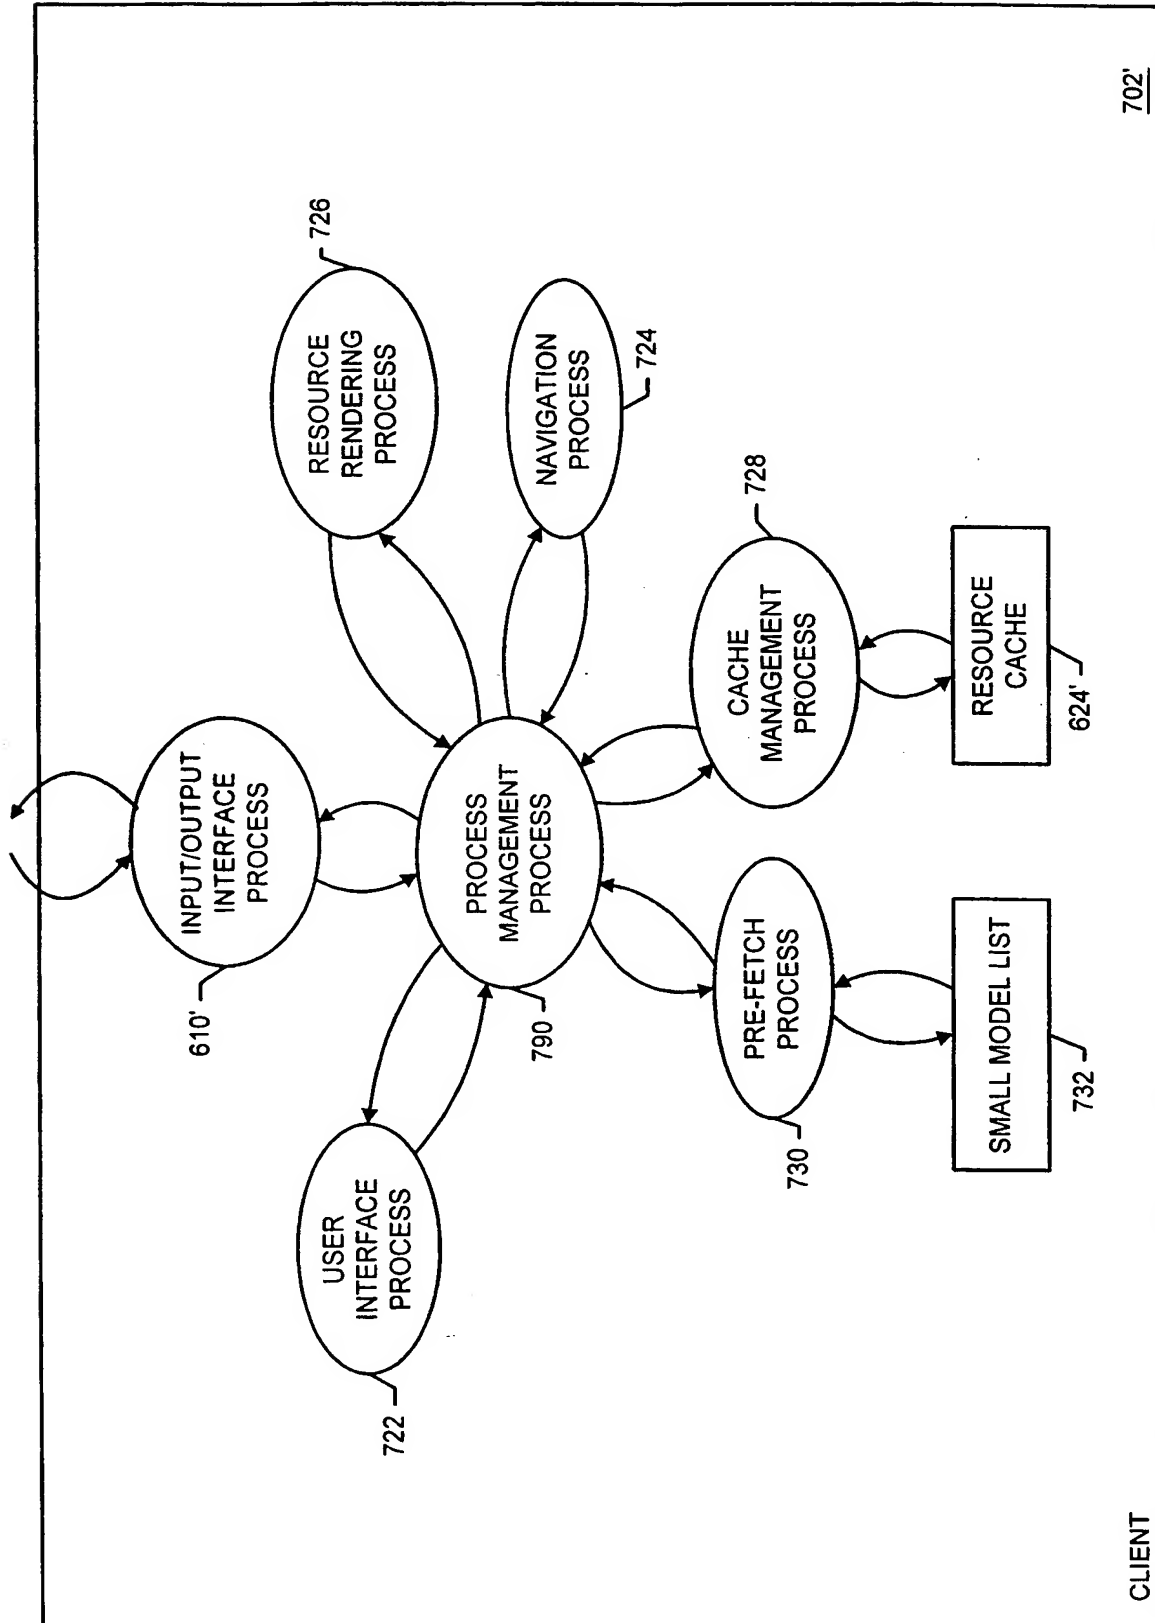 INPUT/OUTPUT
INTERFACE
PROCESS
610'
USER
INTERFACE
PROCESS
722
RESOURCE
RENDERING
PROCESS
726
PROCESS
MANAGEMENT
PROCESS
790
NAVIGATION
PROCESS
724
PRE-FETCH
PROCESS
730
CACHE
MANAGEMENT
PROCESS
728
SMALL MODEL LIST
732
RESOURCE
CACHE
624'
CLIENT
702'